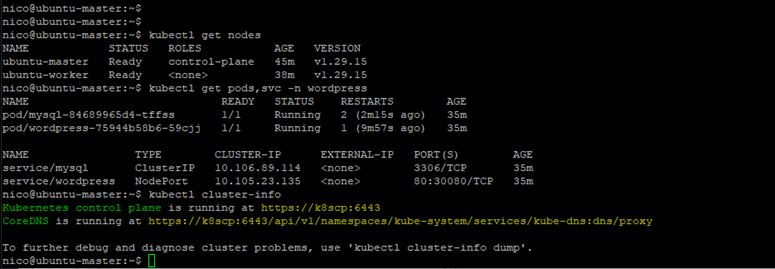 nico@ubuntu-master:~$
nico@ubuntu-master:~$
nico@ubuntu-master:~$ kubectl get nodes
NAME            STATUS   ROLES           AGE   VERSION
ubuntu-master   Ready    control-plane   45m   v1.29.15
ubuntu-worker   Ready    <none>          38m   v1.29.15
nico@ubuntu-master:~$ kubectl get pods,svc -n wordpress
NAME                             READY   STATUS    RESTARTS        AGE
pod/mysql-84689965d4-tffss       1/1     Running   2 (2m15s ago)   35m
pod/wordpress-75944b58b6-59cjj   1/1     Running   1 (9m57s ago)   35m
NAME                TYPE        CLUSTER-IP      EXTERNAL-IP   PORT(S)        AGE
service/mysql       ClusterIP   10.106.89.114   <none>        3306/TCP       35m
service/wordpress   NodePort    10.105.23.135   <none>        80:30080/TCP   35m
nico@ubuntu-master:~$ kubectl cluster-info
Kubernetes control plane is running at https://k8scp:6443
CoreDNS is running at https://k8scp:6443/api/v1/namespaces/kube-system/services/kube-dns:dns/proxy
To further debug and diagnose cluster problems, use 'kubectl cluster-info dump'.
nico@ubuntu-master:~$